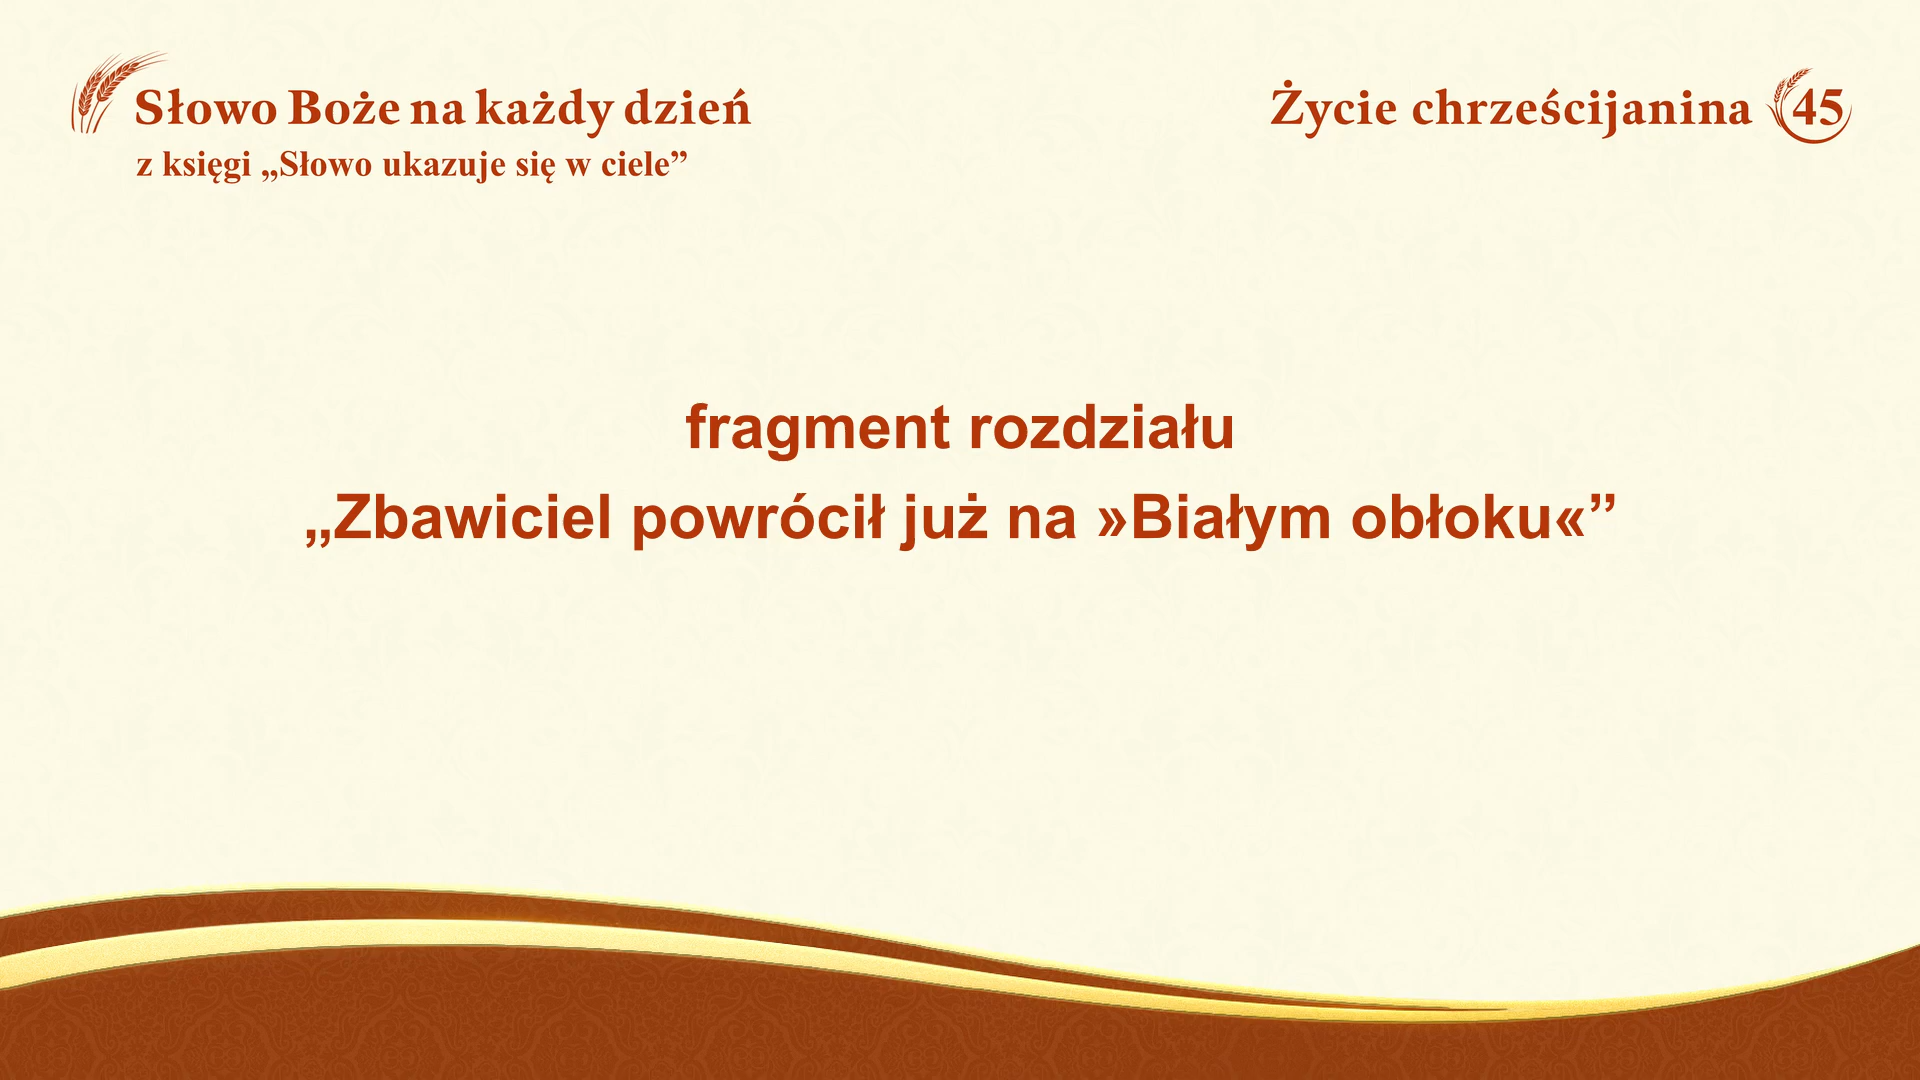 Słowo Boże na każdy dzień
z księgi „Słowo ukazuje się w ciele”
Życie chrześcijanina 45
fragment rozdziału
„Zbawiciel powrócił już na »Białym obłoku«”